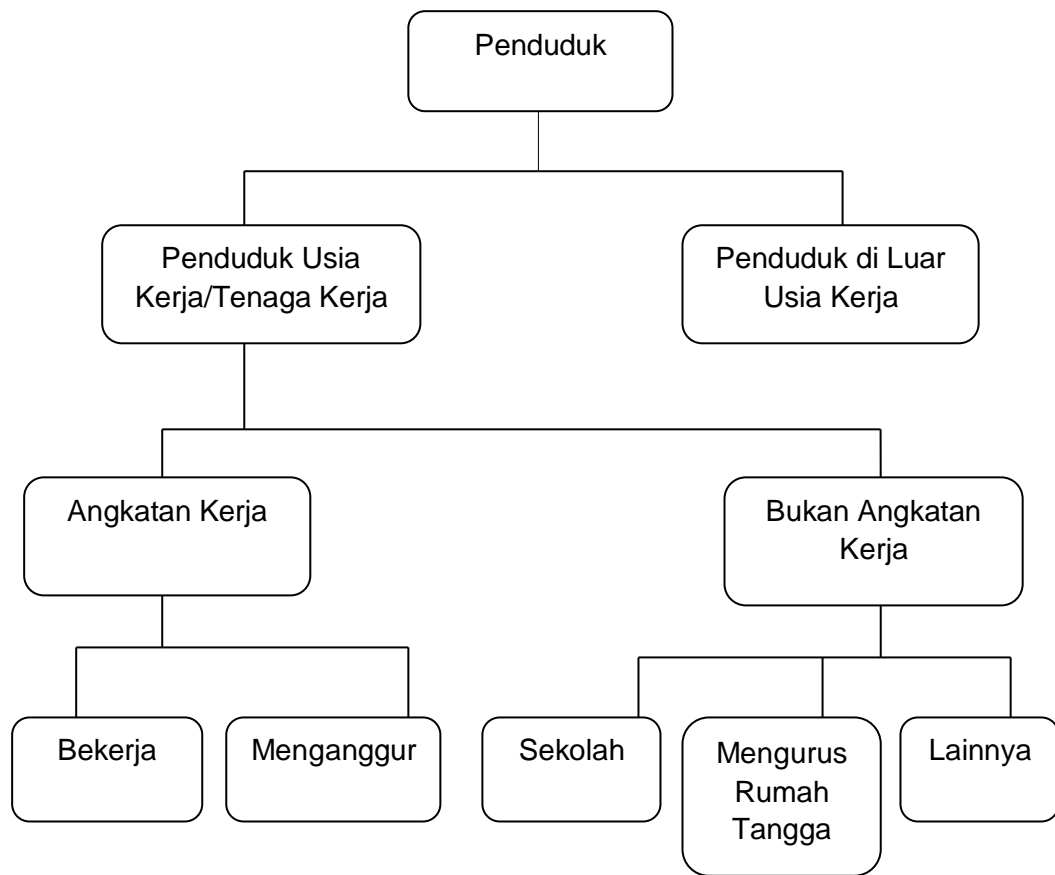 Penduduk
Penduduk Usia
Kerja/Tenaga Kerja
Penduduk di Luar
Usia Kerja
Angkatan Kerja
Bukan Angkatan
Kerja
Bekerja
Menganggur
Sekolah
Mengurus
Rumah
Tangga
Lainnya